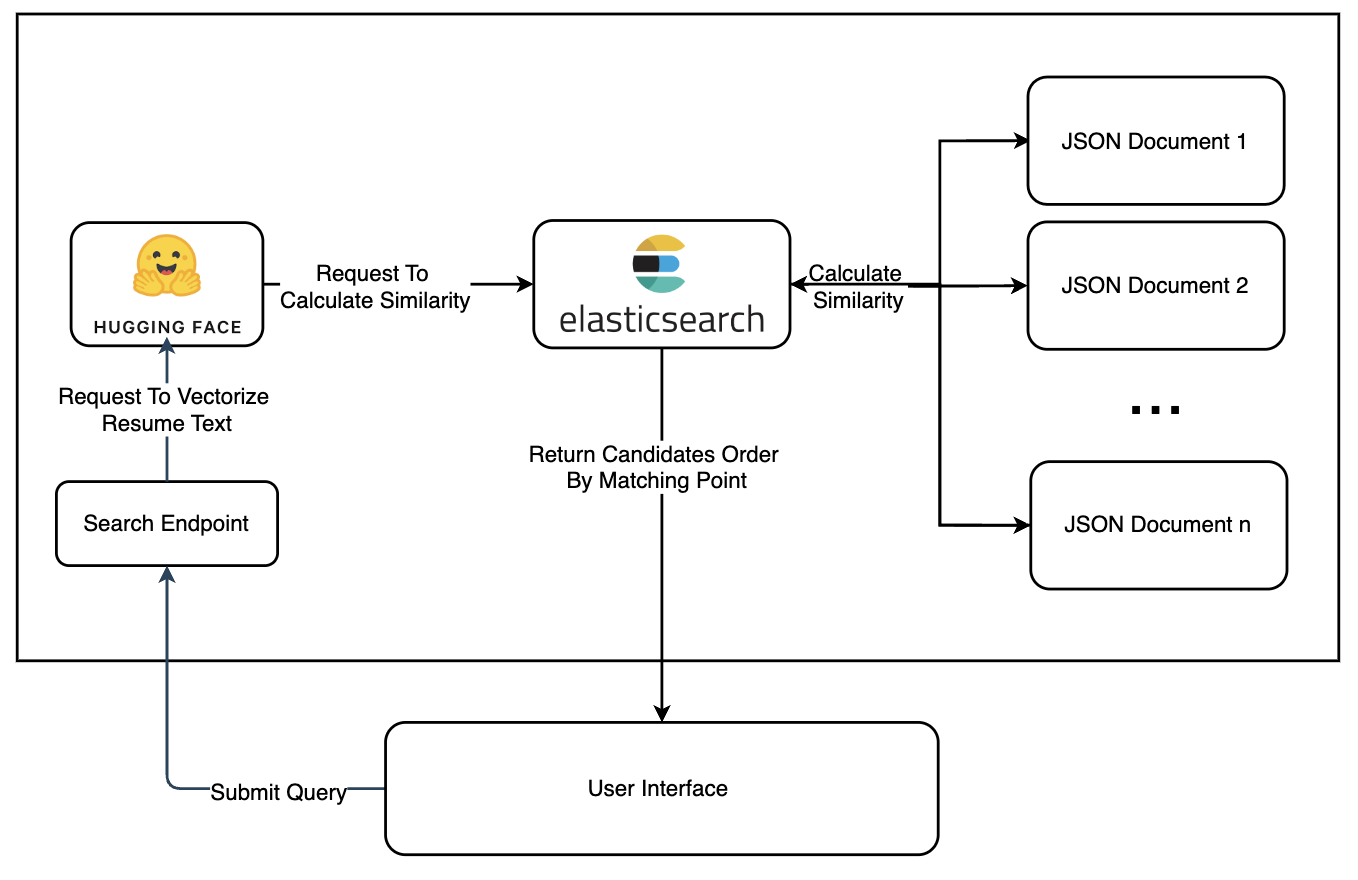 JSON Document 1
HUGGING FACE
Request To
Calculate Similarity
elasticsearch
Calculate
Similarity
JSON Document 2
Request To Vectorize
Resume Text
...
Return Candidates Order
By Matching Point
Search Endpoint
JSON Document n
Submit Query
User Interface